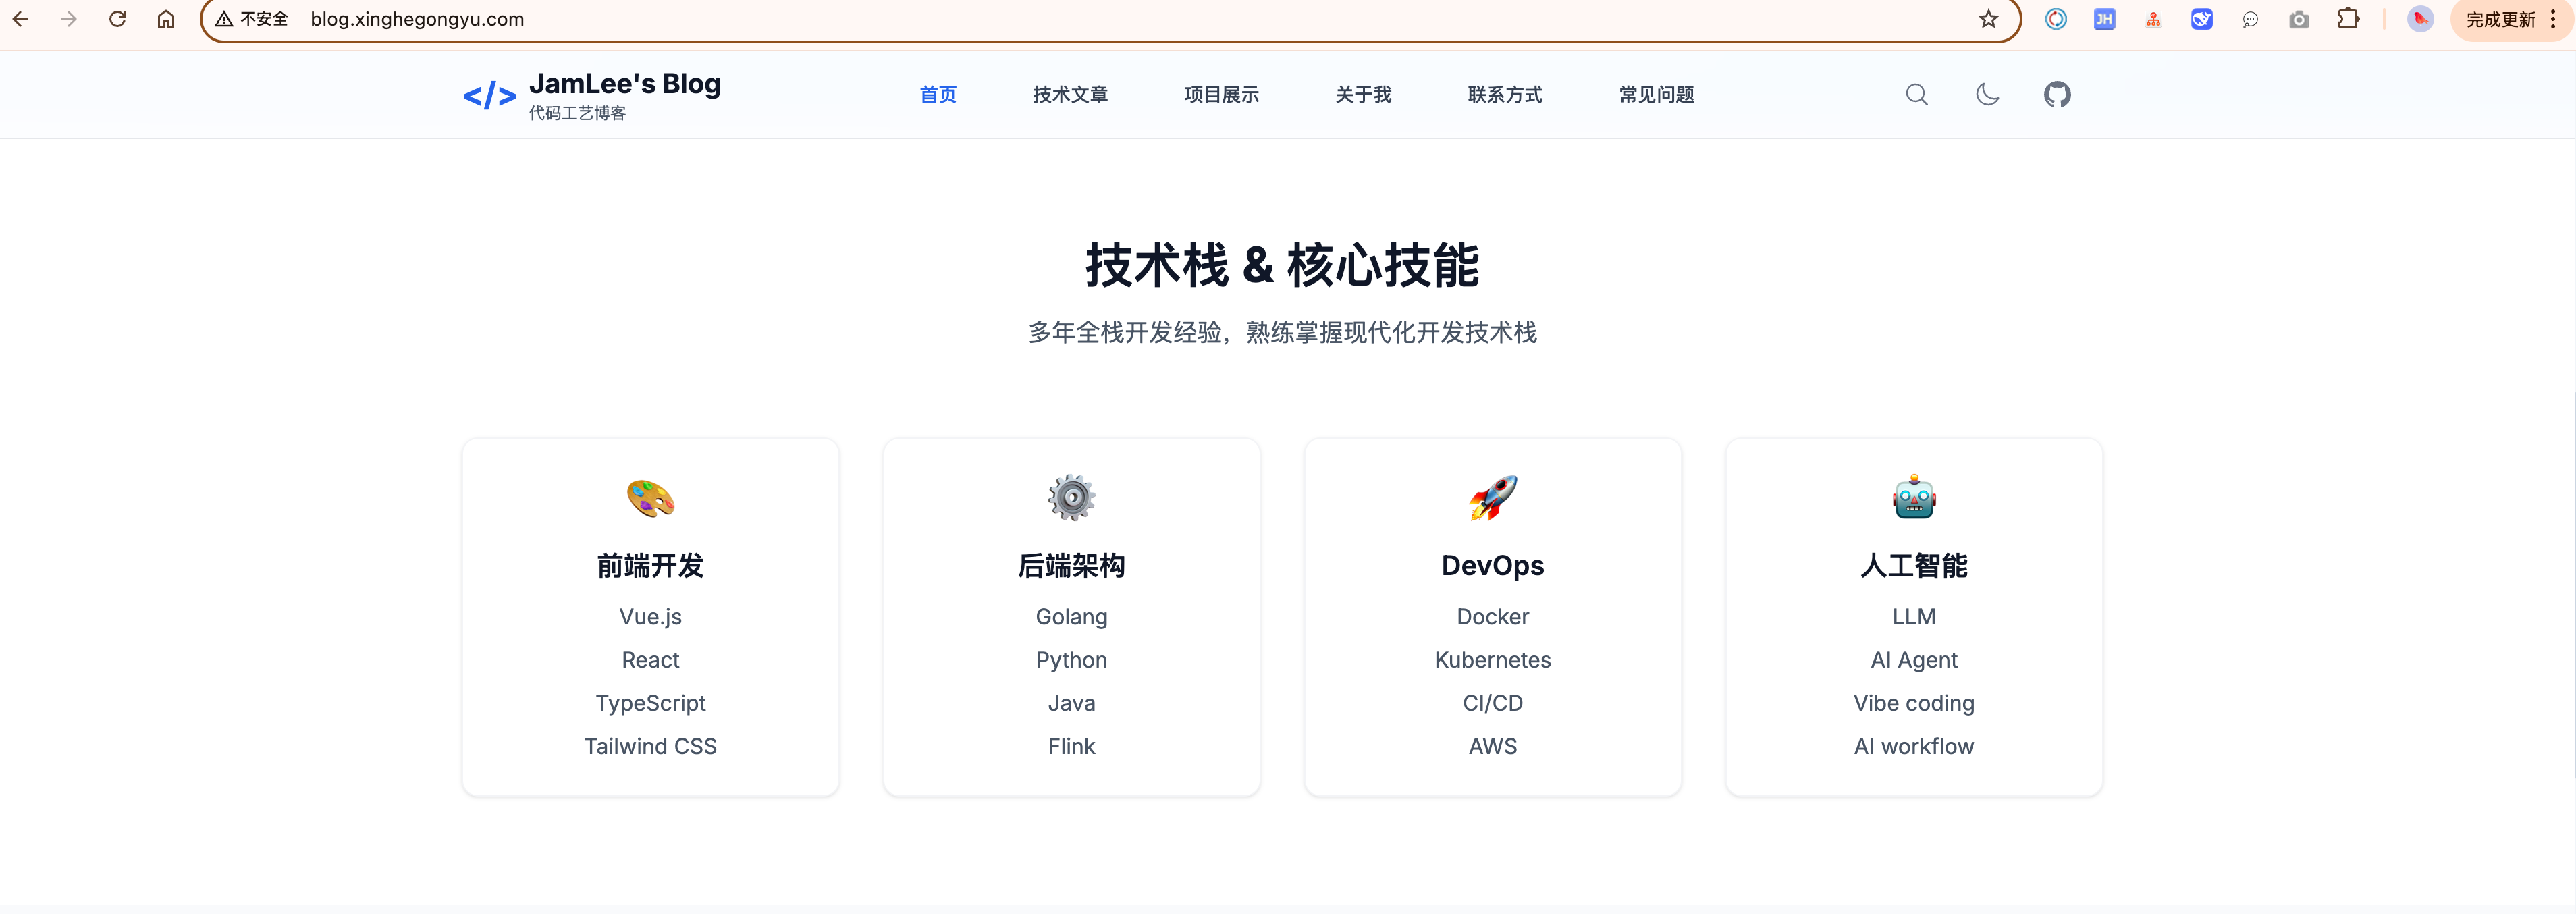 不安全 blog.xinghegongyu.com
完成更新
JH
</>
JamLee's Blog
代码工艺博客
首页 技术文章 项目展示 关于我 联系方式 常见问题
技术栈 & 核心技能
多年全栈开发经验，熟练掌握现代化开发技术栈
前端开发
Vue.js
React
TypeScript
Tailwind CSS
后端架构
Golang
Python
Java
Flink
DevOps
Docker
Kubernetes
CI/CD
AWS
人工智能
LLM
AI Agent
Vibe coding
AI workflow